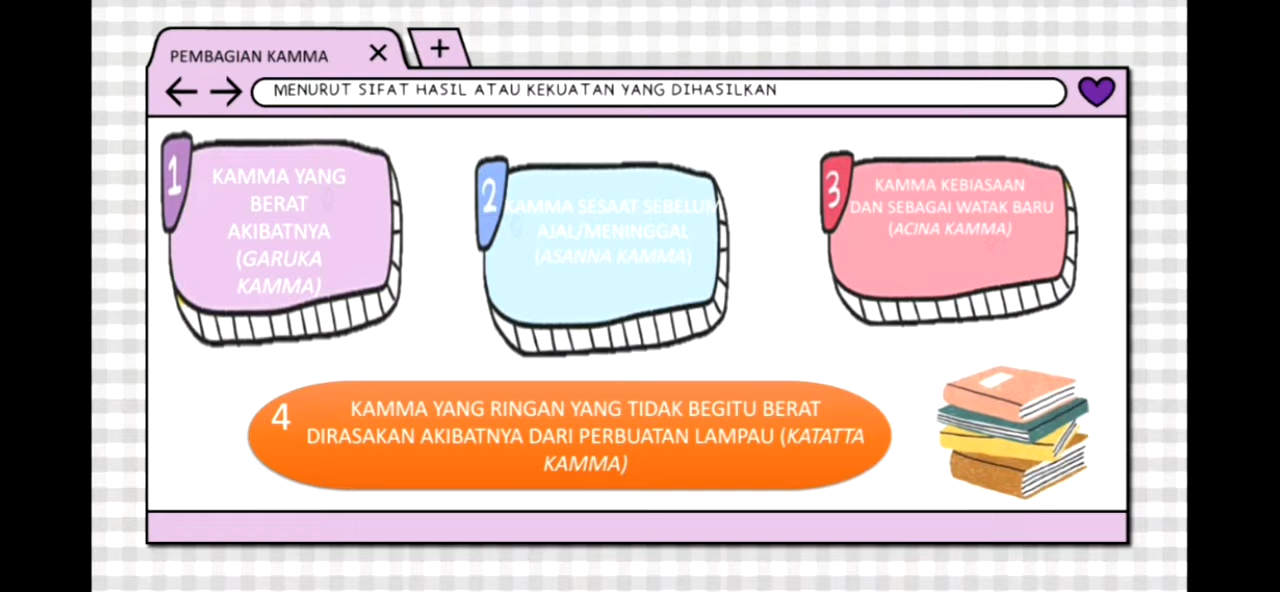 PEMBAGIAN KAMMA
MENURUT SIFAT HASIL ATAU KEKUATAN YANG DIHASILKAN
1
KAMMA YANG
BERAT
AKIBATNYA
(GARUKA
KAMMA)
2
KAMMA SESAAT SEBELUM
AJAL/MENINGGAL
(ASANNA KAMMA)
3
KAMMA KEBIASAAN
DAN SEBAGAI WATAK BARU
(ACINA KAMMA)
4
KAMMA YANG RINGAN YANG TIDAK BEGITU BERAT
DIRASAKAN AKIBATNYA DARI PERBUATAN LAMPAU (KATATTA
KAMMA)